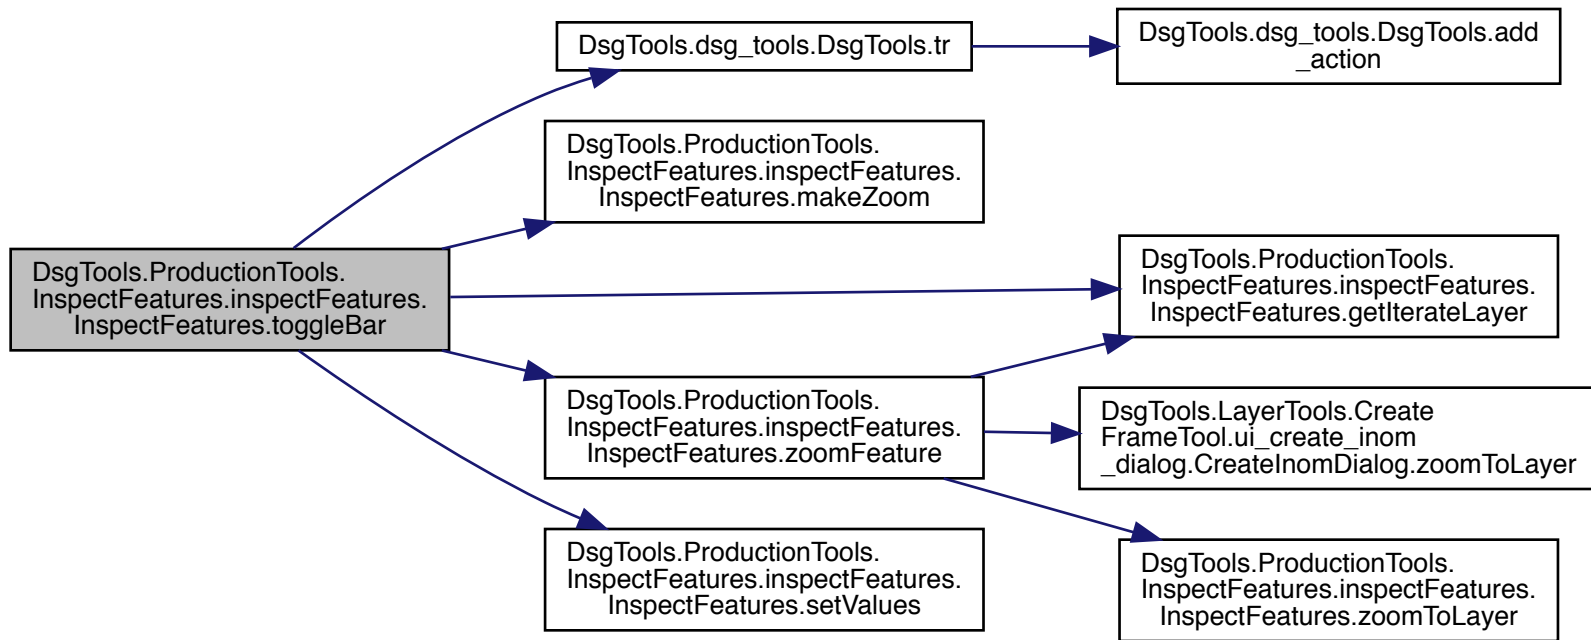 DsgTools.ProductionTools.
InspectFeatures.inspectFeatures.
InspectFeatures.toggleBar
DsgTools.dsg_tools.DsgTools.tr
DsgTools.dsg_tools.DsgTools.add
_action
DsgTools.ProductionTools.
InspectFeatures.inspectFeatures.
InspectFeatures.makeZoom
DsgTools.ProductionTools.
InspectFeatures.inspectFeatures.
InspectFeatures.getIterateLayer
DsgTools.ProductionTools.
InspectFeatures.inspectFeatures.
InspectFeatures.zoomFeature
DsgTools.LayerTools.Create
FrameTool.ui_create_inom
_dialog.CreateInomDialog.zoomToLayer
DsgTools.ProductionTools.
InspectFeatures.inspectFeatures.
InspectFeatures.zoomToLayer
DsgTools.ProductionTools.
InspectFeatures.inspectFeatures.
InspectFeatures.setValues